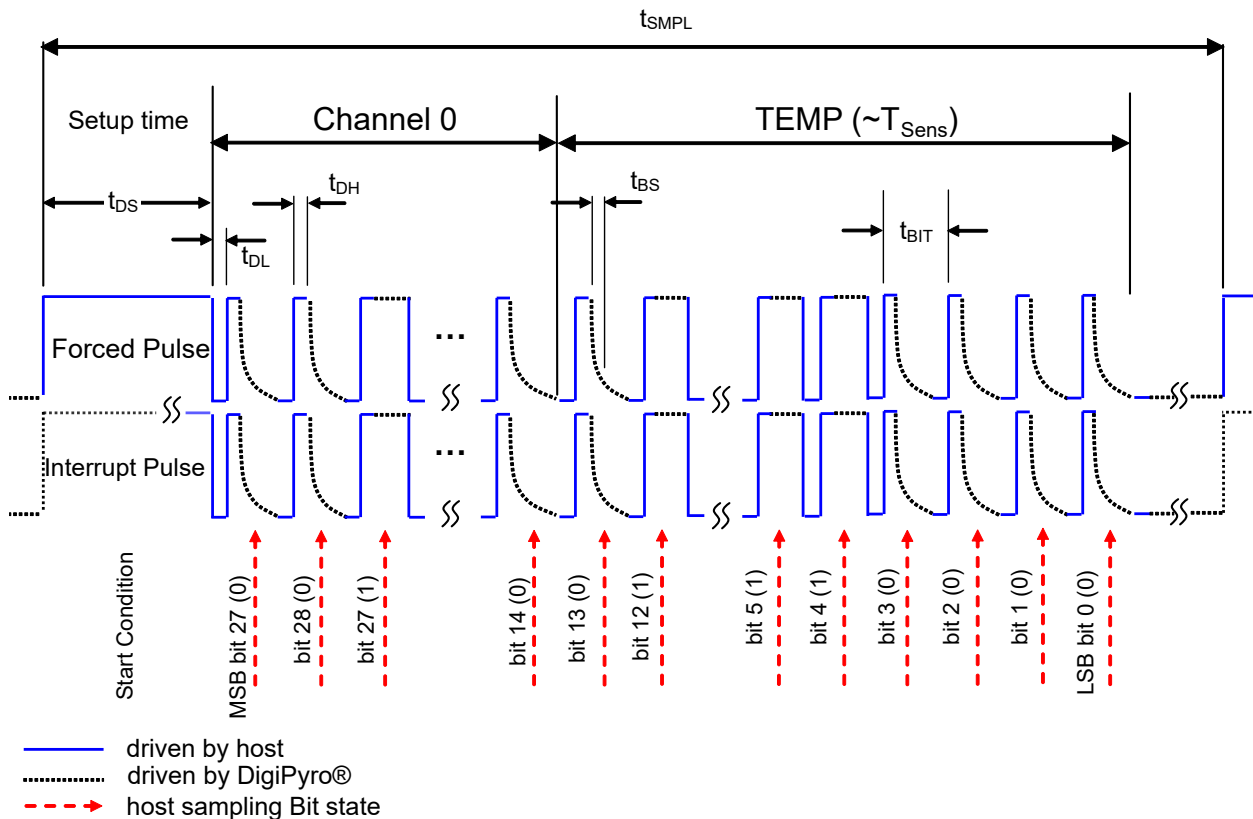 tSMPL
Setup time
Channel 0
TEMP (~TSens)
tDS
tDH
tBS
tDL
tBIT
Forced Pulse
...
Interrupt Pulse
...
Start Condition
MSB bit 27 (0)
bit 28 (0)
bit 27 (1)
bit 14 (0)
bit 13 (0)
bit 12 (1)
bit 5 (1)
bit 4 (1)
bit 3 (0)
bit 2 (0)
bit 1 (0)
LSB bit 0 (0)
driven by host
driven by DigiPyro®
host sampling Bit state